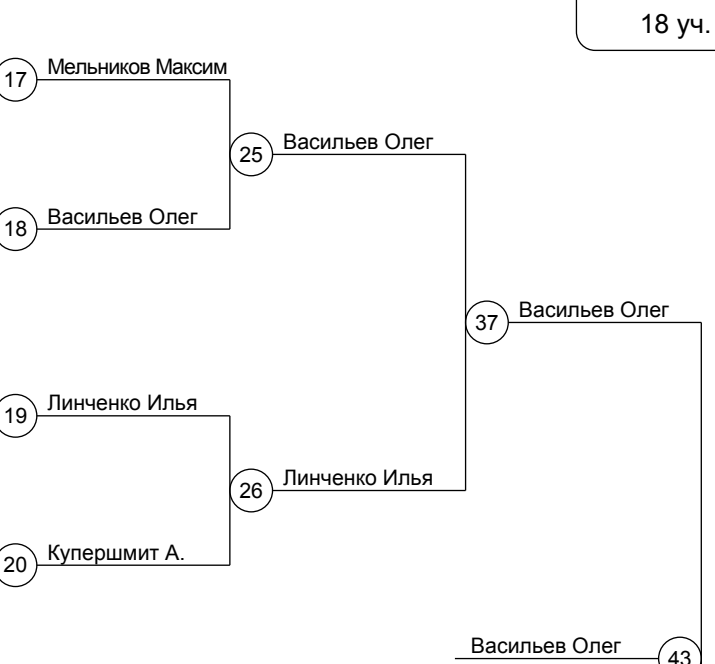 18 уч.
17 Мельников Максим
25 Васильев Олег
18 Васильев Олег
37 Васильев Олег
19 Линченко Илья
26 Линченко Илья
20 Купершмит А.
Васильев Олег 43